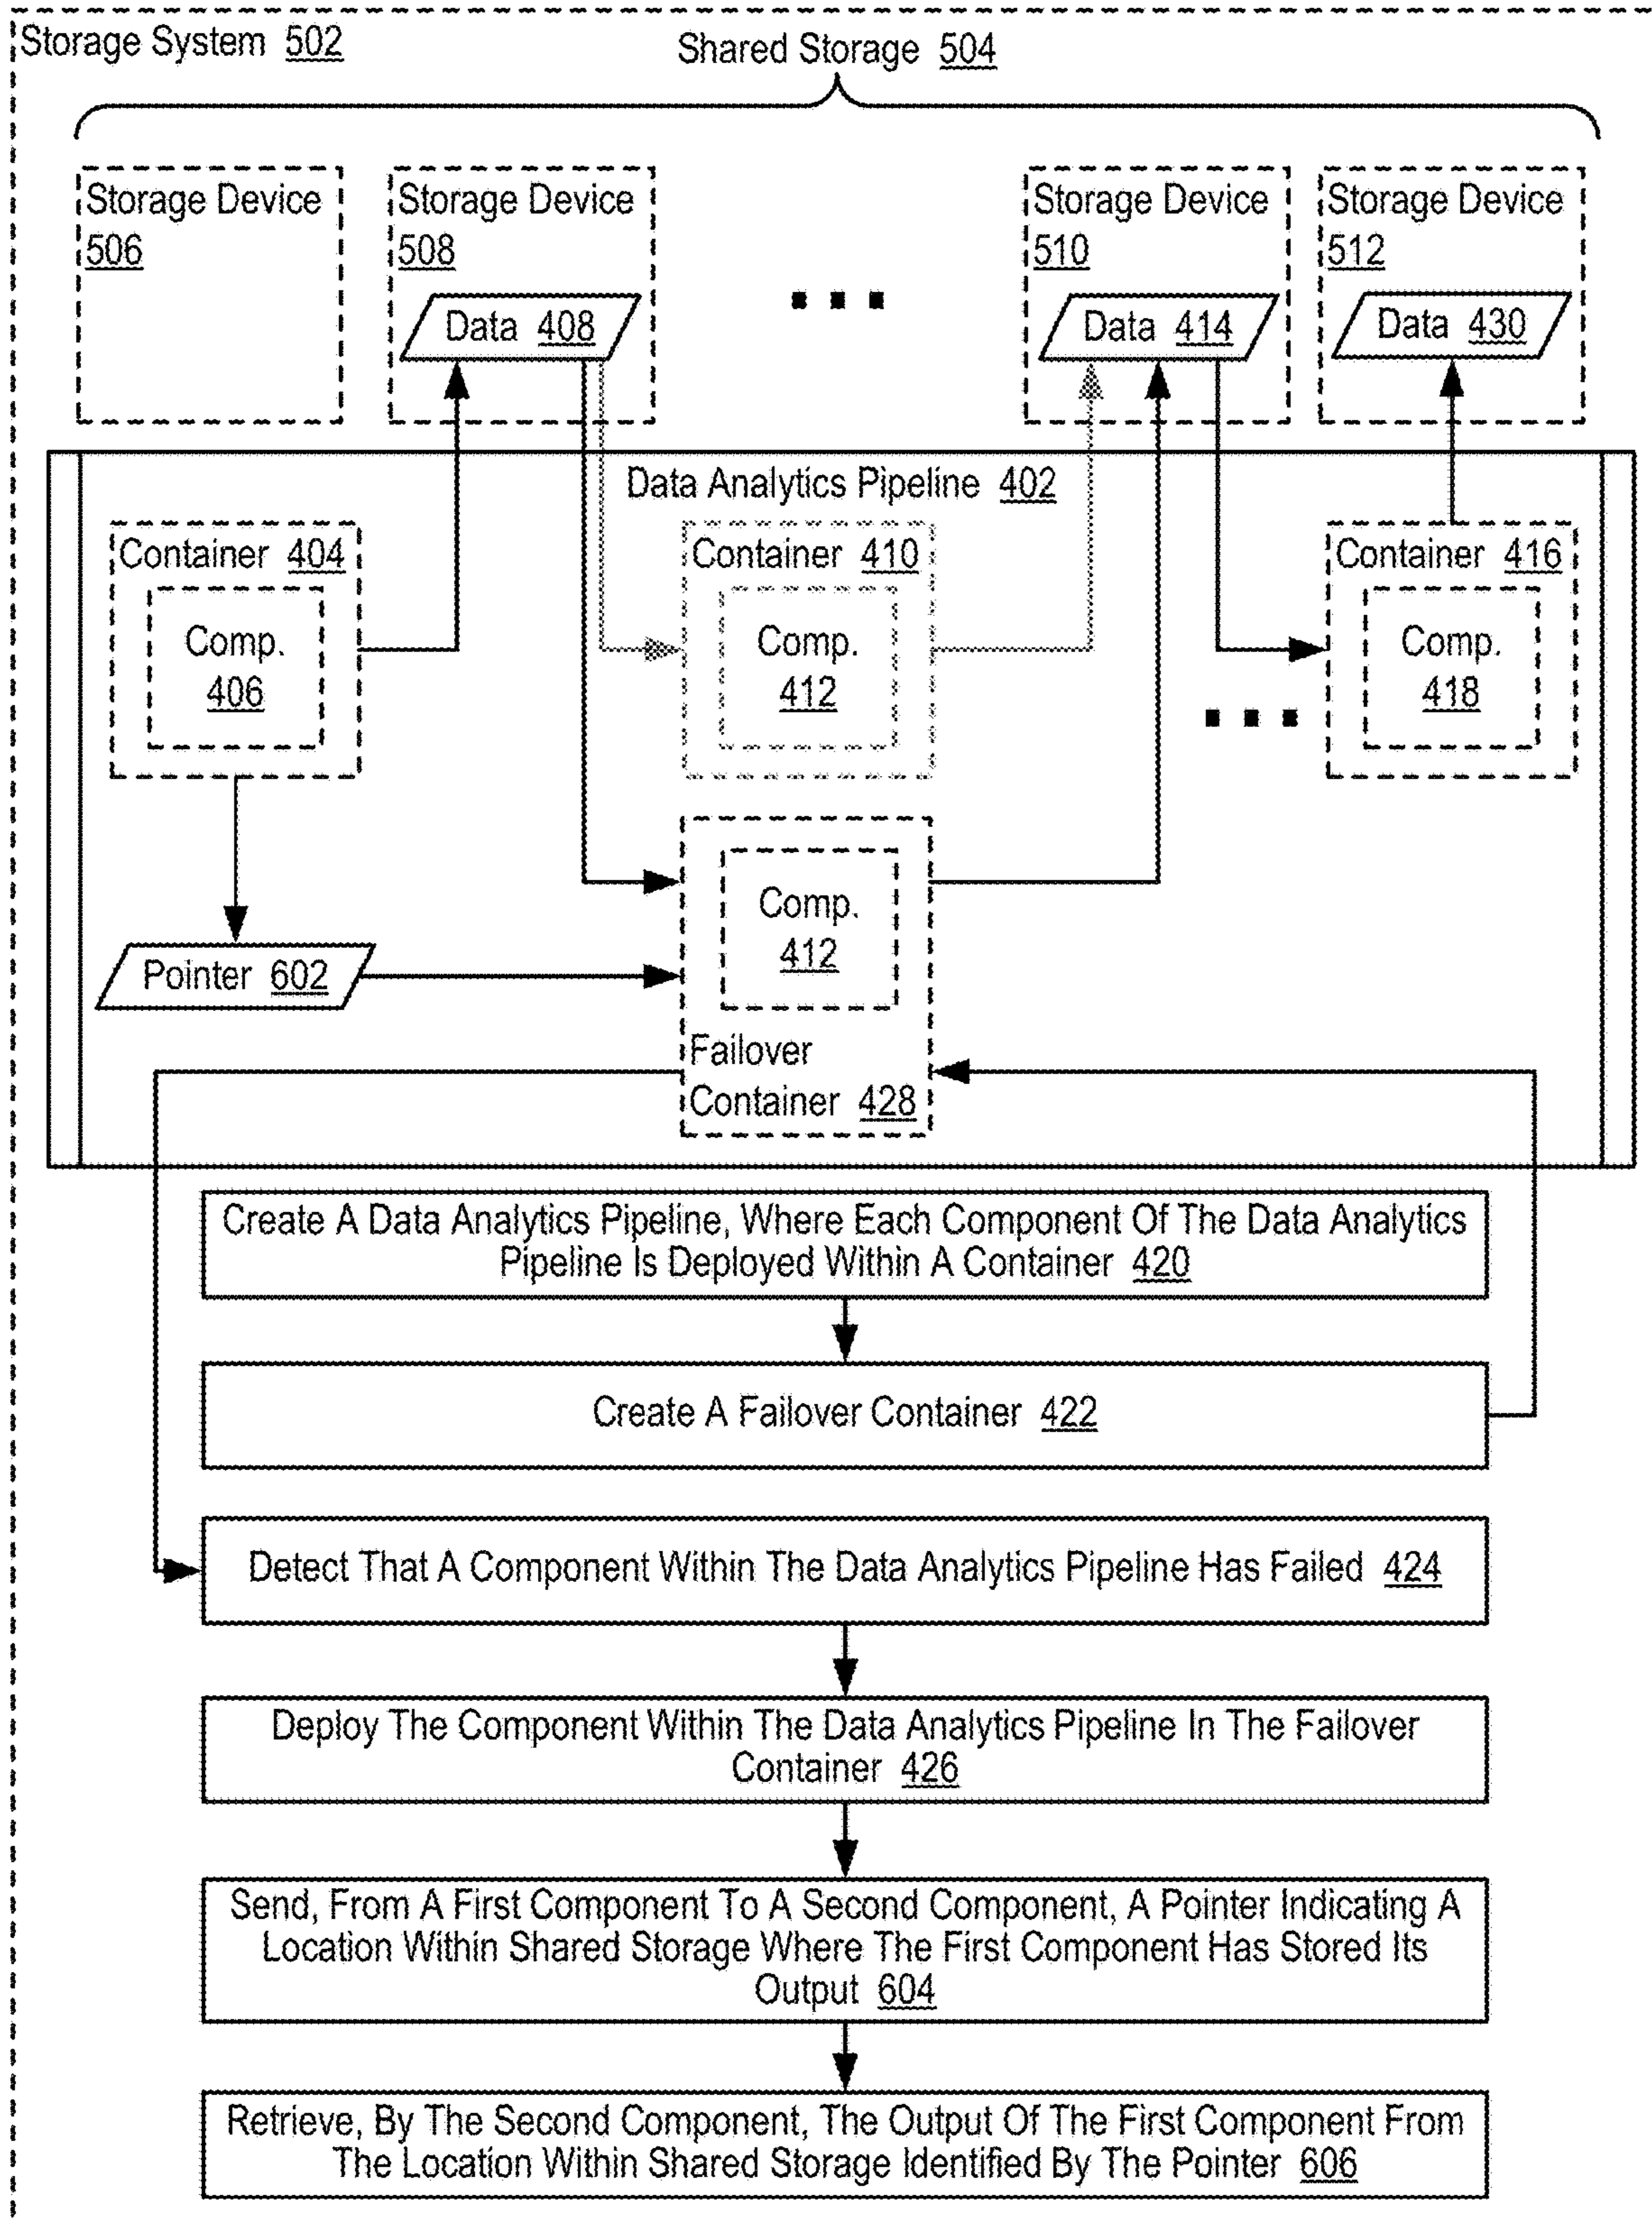 Storage System 502
Shared Storage 504
Storage Device
506
Storage Device
508
Data 408
Storage Device
510
Data 414
Storage Device
512
Data 430
Data Analytics Pipeline 402
Container 404
Comp.
406
Container 410
Comp.
412
Container 416
Comp.
418
Comp.
412
Pointer 602
Failover
Container 428
Create A Data Analytics Pipeline, Where Each Component Of The Data Analytics
Pipeline Is Deployed Within A Container 420
Create A Failover Container 422
Detect That A Component Within The Data Analytics Pipeline Has Failed 424
Deploy The Component Within The Data Analytics Pipeline In The Failover
Container 426
Send, From A First Component To A Second Component, A Pointer Indicating A
Location Within Shared Storage Where The First Component Has Stored Its
Output 604
Retrieve, By The Second Component, The Output Of The First Component From
The Location Within Shared Storage Identified By The Pointer 606